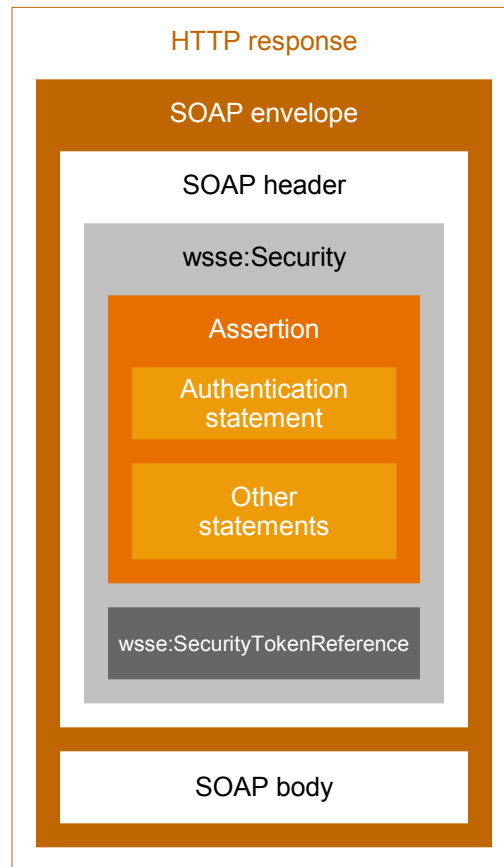 HTTP response
SOAP envelope
SOAP header
wsse:Security
Assertion
Authentication
statement
Other
statements
wsse:SecurityTokenReference
SOAP body